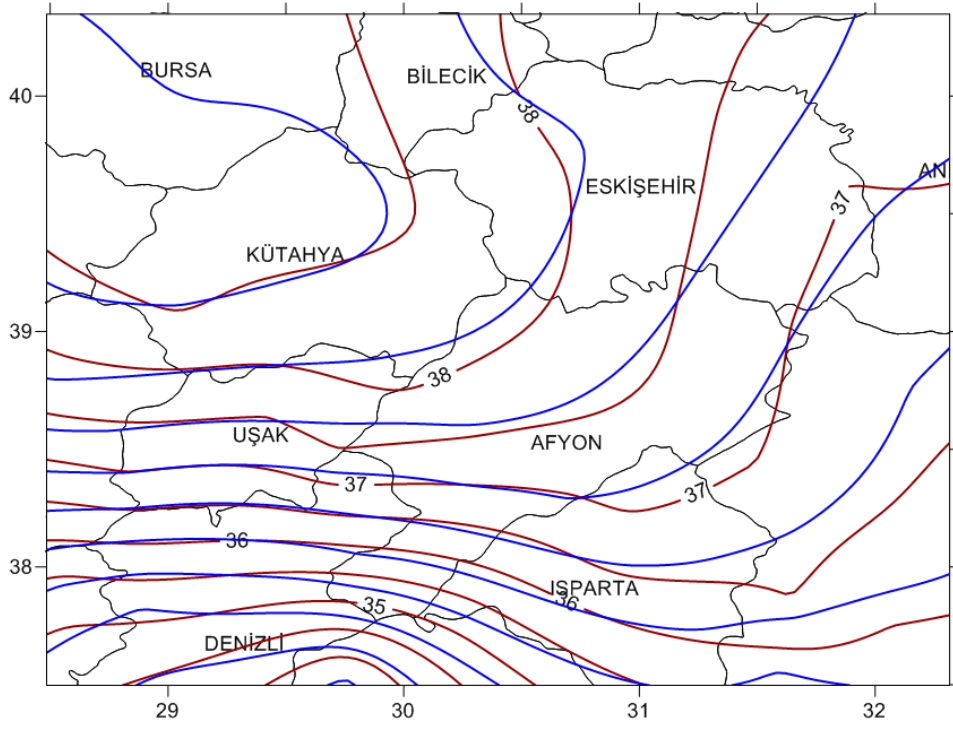 BURSA
BİLECİK
40
38
ESKİŞEHİR
AN
37
KÜTAHYA
39
38
UŞAK
AFYON
37
37
36
38
ISPARTA
36
35
DENİZLİ
29
30
31
32